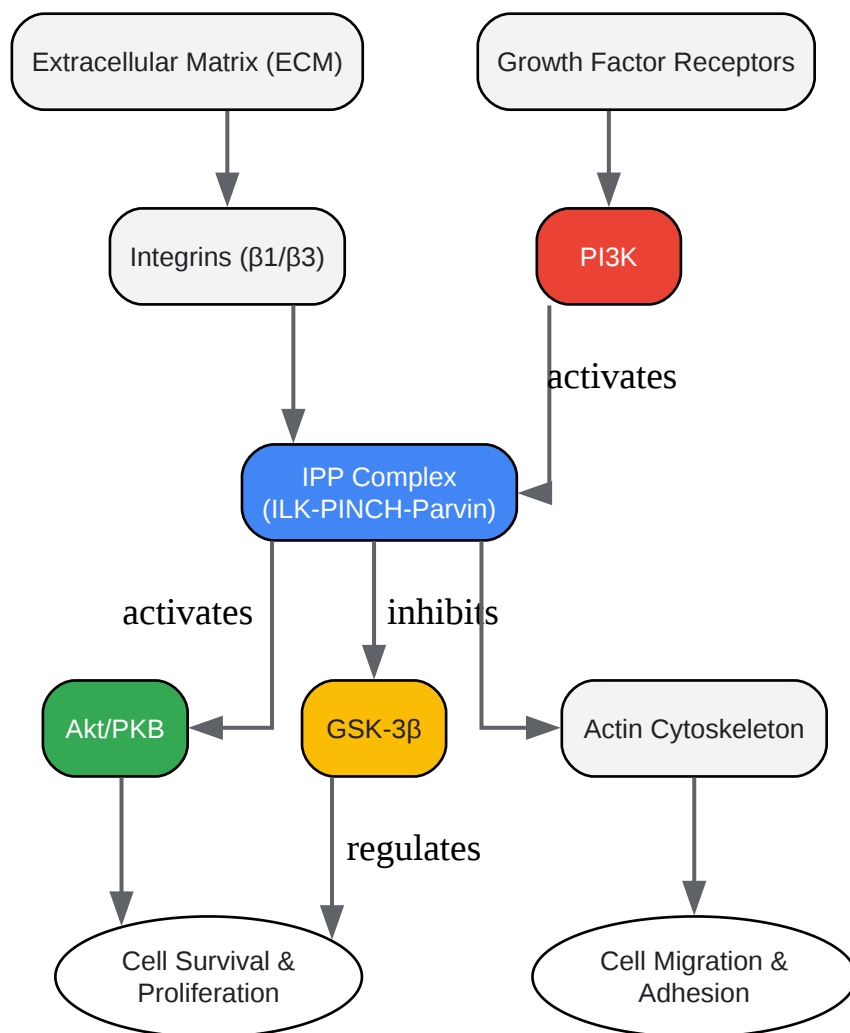 Extracellular Matrix (ECM)
Growth Factor Receptors
Integrins (β1/β3)
PI3K
activates
IPP Complex
(ILK-PINCH-Parvin)
activates
inhibits
Akt/PKB
GSK-3β
Actin Cytoskeleton
regulates
Cell Survival &
Proliferation
Cell Migration &
Adhesion